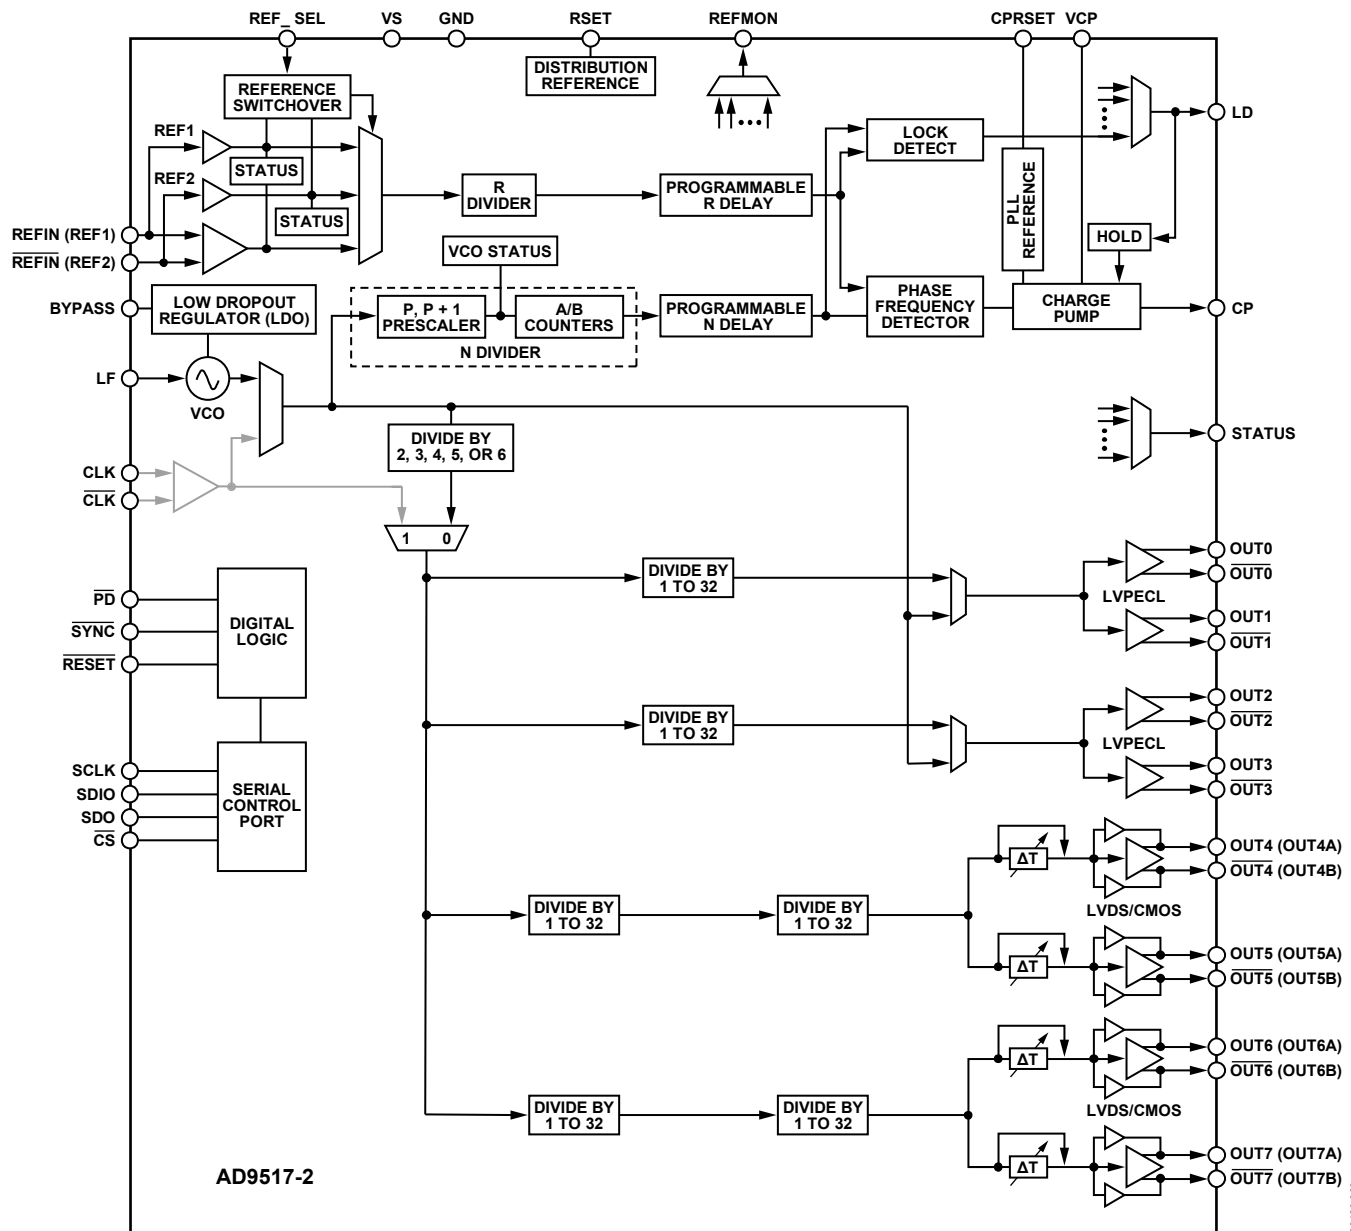 REF_ SEL
VS
GND
RSET
REFMON
CPRSET
VCP
DISTRIBUTION
REFERENCE
REFERENCE
SWITCHOVER
REF1
STATUS
REF2
STATUS
REFIN (REF1)
REFIN (REF2)
BYPASS
LOW DROPOUT
REGULATOR (LDO)
LF
VCO
CLK
CLK
R
DIVIDER
VCO STATUS
P, P + 1
PRESCALER
A/B
COUNTERS
N DIVIDER
PROGRAMMABLE
R DELAY
PROGRAMMABLE
N DELAY
LOCK
DETECT
PHASE
FREQUENCY
DETECTOR
PLL
REFERENCE
HOLD
CHARGE
PUMP
LD
CP
STATUS
DIVIDE BY
2, 3, 4, 5, OR 6
1 0
PD
SYNC
RESET
DIGITAL
LOGIC
SCLK
SDIO
SDO
CS
SERIAL
CONTROL
PORT
DIVIDE BY
1 TO 32
LVPECL
OUT0
OUT0
OUT1
OUT1
DIVIDE BY
1 TO 32
LVPECL
OUT2
OUT2
OUT3
OUT3
DIVIDE BY
1 TO 32
DIVIDE BY
1 TO 32
ΔT
ΔT
LVDS/CMOS
OUT4 (OUT4A)
OUT4 (OUT4B)
OUT5 (OUT5A)
OUT5 (OUT5B)
DIVIDE BY
1 TO 32
DIVIDE BY
1 TO 32
ΔT
ΔT
LVDS/CMOS
OUT6 (OUT6A)
OUT6 (OUT6B)
OUT7 (OUT7A)
OUT7 (OUT7B)
AD9517-2